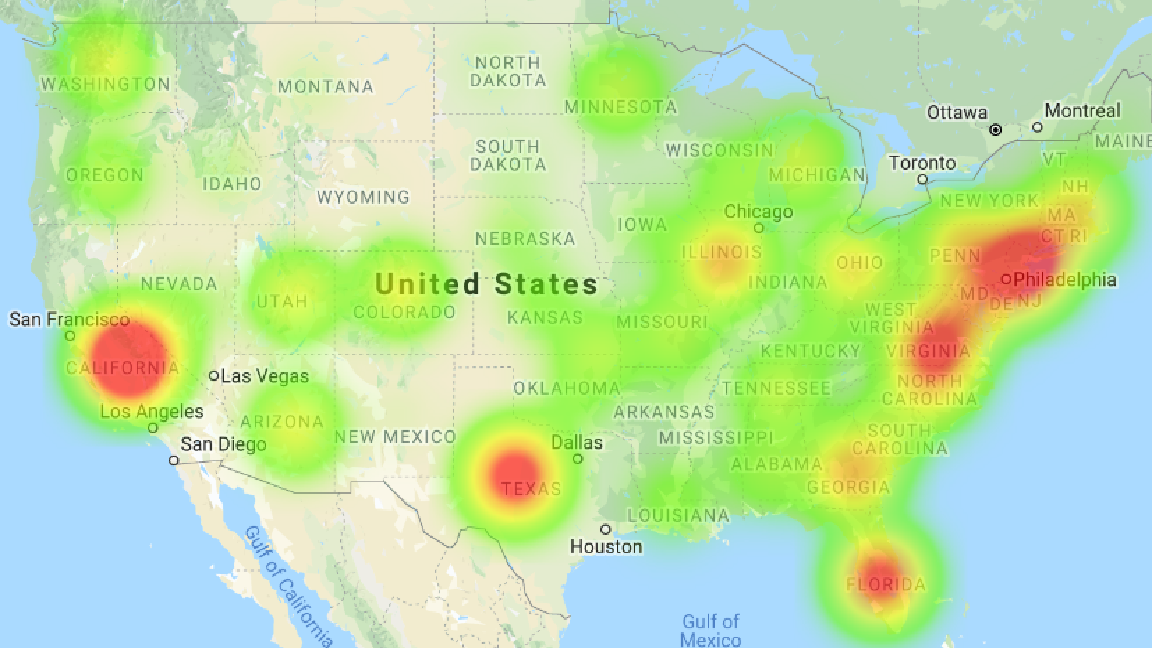 NORTH
DAKOTA
WASHINGTON
MONTANA
MINNESOTA
Ottawa
Montreal
MAINE
SOUTH
DAKOTA
WISCONSIN
Toronto
VT
OREGON
IDAHO
MICHIGAN
NH
WYOMING
NEW YORK
MA
Chicago
IOWA
CT RI
NEBRASKA
ILLINOIS
OHIO
PENN
NEVADA
United States
INDIANA
Philadelphia
UTAH
COLORADO
MD
DE NJ
San Francisco
KANSAS
MISSOURI
WEST
VIRGINIA
CALIFORNIA
Las Vegas
KENTUCKY
VIRGINIA
OKLAHOMA
TENNESSEE
NORTH
CAROLINA
Los Angeles
ARIZONA
ARKANSAS
San Diego
NEW MEXICO
Dallas
MISSISSIPPI
SOUTH
CAROLINA
ALABAMA
TEXAS
GEORGIA
LOUISIANA
Houston
Gulf of California
FLORIDA
Gulf of
Mexico